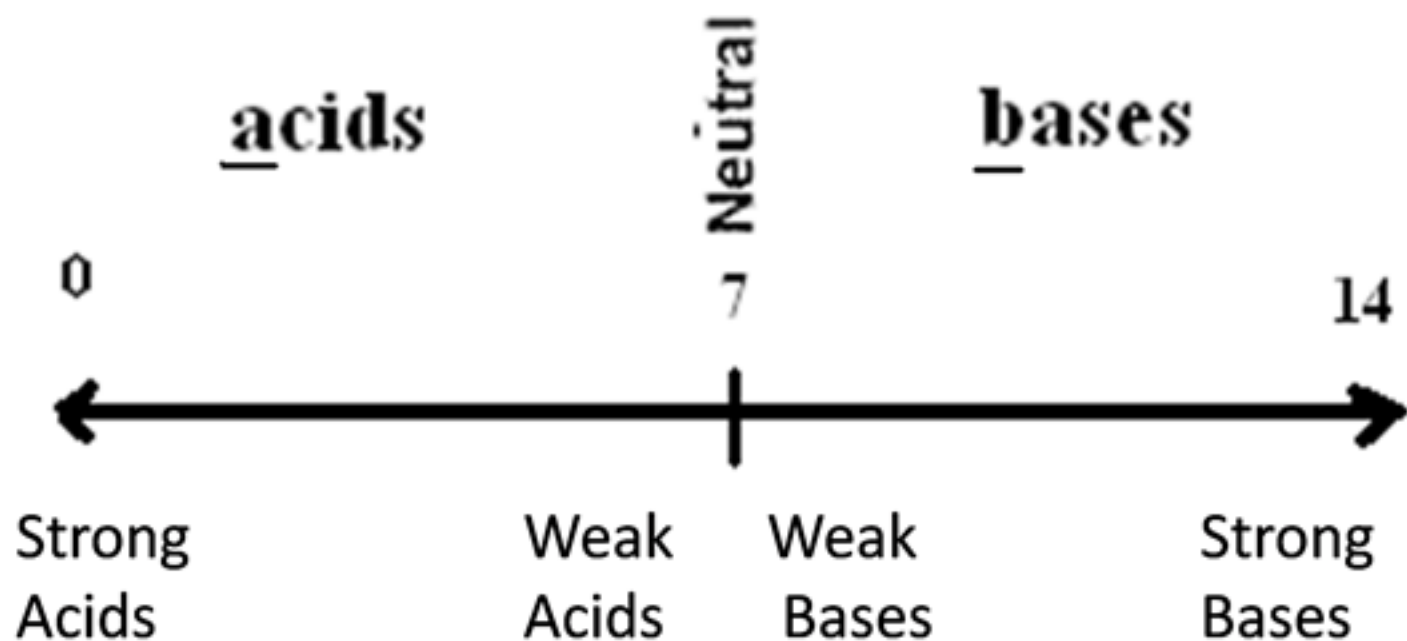 Neutral
acids
bases
0
7
14
Strong Acids
Weak Acids
Weak Bases
Strong Bases